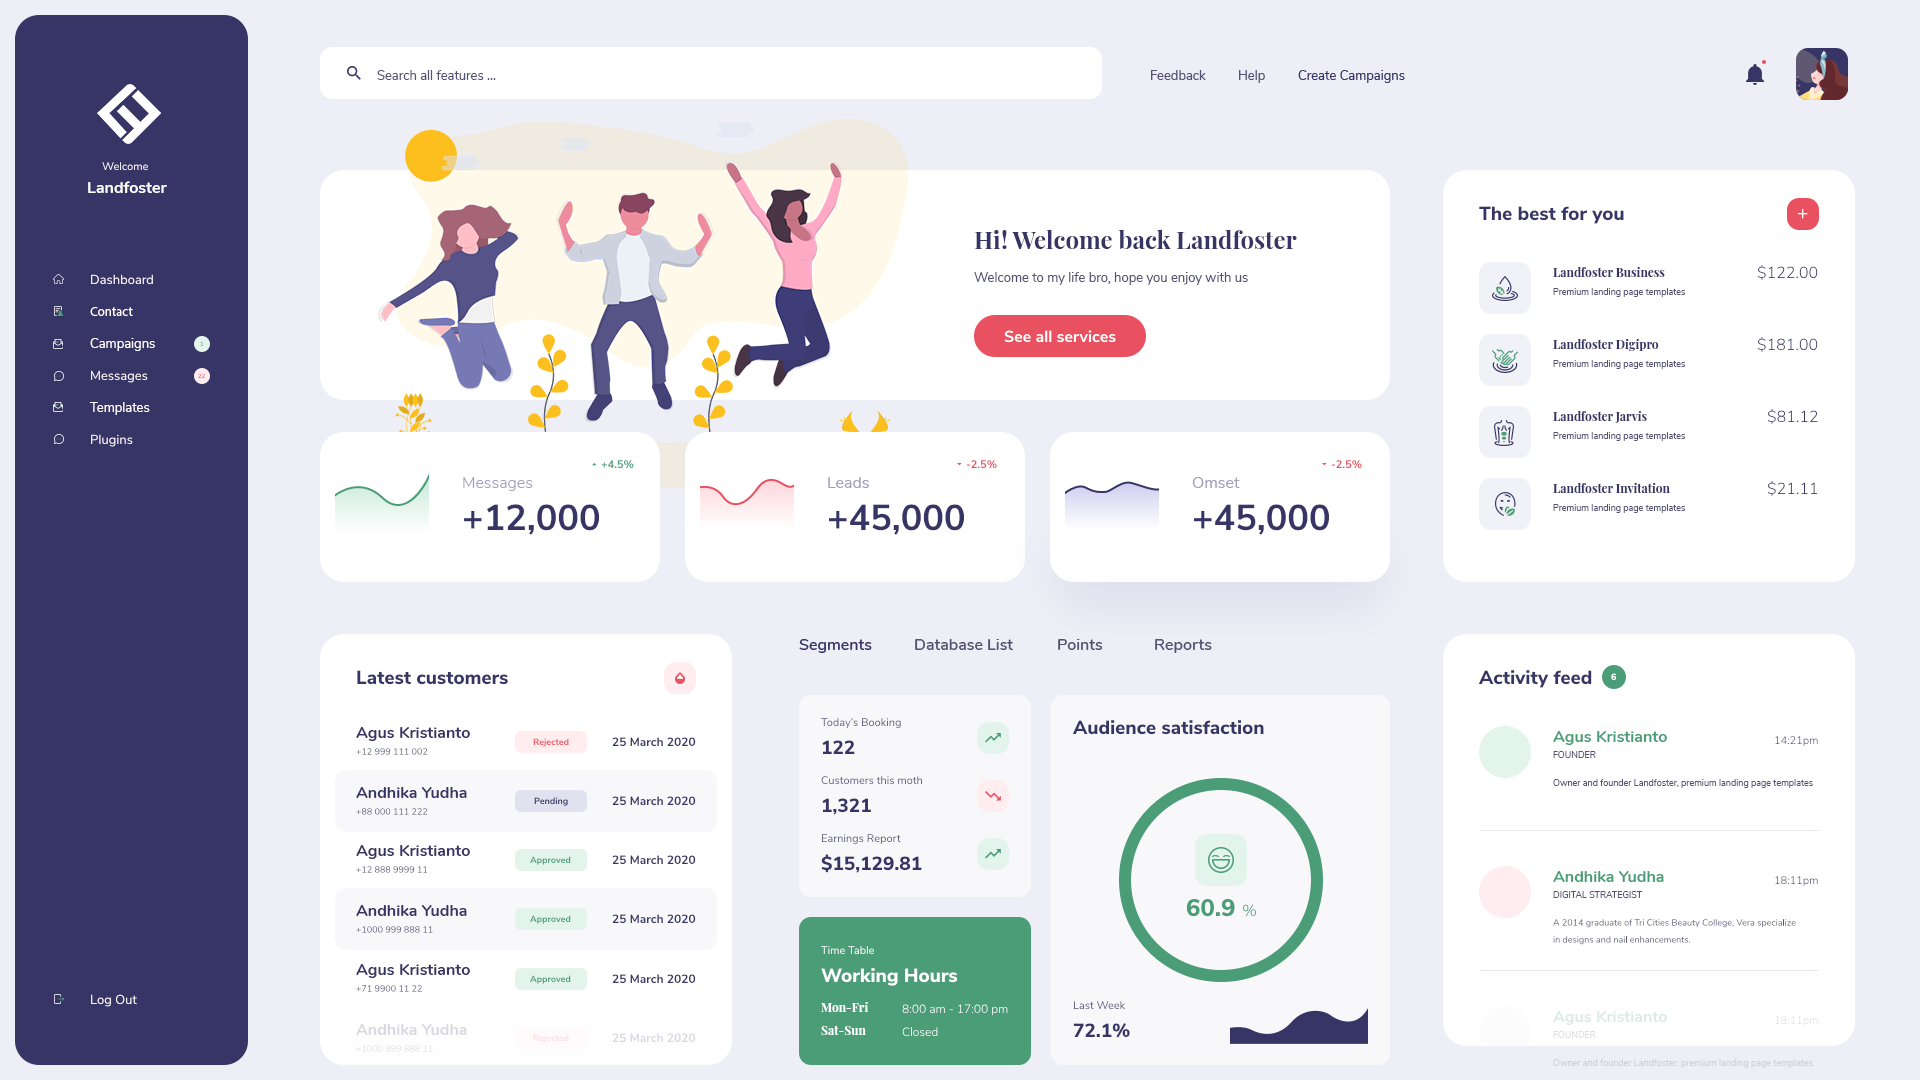 Welcome
Landfoster
Dashboard
Contact
Campaigns 1
Messages 22
Templates
Plugins
Log Out
Search all features ...
Feedback
Help
Create Campaigns
Hi! Welcome back Landfoster
Welcome to my life bro, hope you enjoy with us
See all services
+4.5%
Messages
+12,000
-2.5%
Leads
+45,000
-2.5%
Omset
+45,000
The best for you
+
Landfoster Business $122.00
Premium landing page templates
Landfoster Digipro $181.00
Premium landing page templates
Landfoster Jarvis $81.12
Premium landing page templates
Landfoster Invitation $21.11
Premium landing page templates
Latest customers
Agus Kristianto
+12 999 111 002
Rejected
25 March 2020
Andhika Yudha
+88 000 111 222
Pending
25 March 2020
Agus Kristianto
+12 888 9999 11
Approved
25 March 2020
Andhika Yudha
+1000 999 888 11
Approved
25 March 2020
Agus Kristianto
+71 9900 11 22
Approved
25 March 2020
Andhika Yudha
+1000 999 888 11
Rejected
25 March 2020
Segments
Database List
Points
Reports
Today's Booking
122
Customers this moth
1,321
Earnings Report
$15,129.81
Time Table
Working Hours
Mon-Fri 8:00 am - 17:00 pm
Sat-Sun Closed
Audience satisfaction
60.9 %
Last Week
72.1%
Activity feed 6
Agus Kristianto 14:21pm
FOUNDER
Owner and founder Landfoster, premium landing page templates
Andhika Yudha 18:11pm
DIGITAL STRATEGIST
A 2014 graduate of Tri Cities Beauty College, Vera specialize
in designs and nail enhancements.
Agus Kristianto 18:11pm
FOUNDER
Owner and founder Landfoster, premium landing page templates